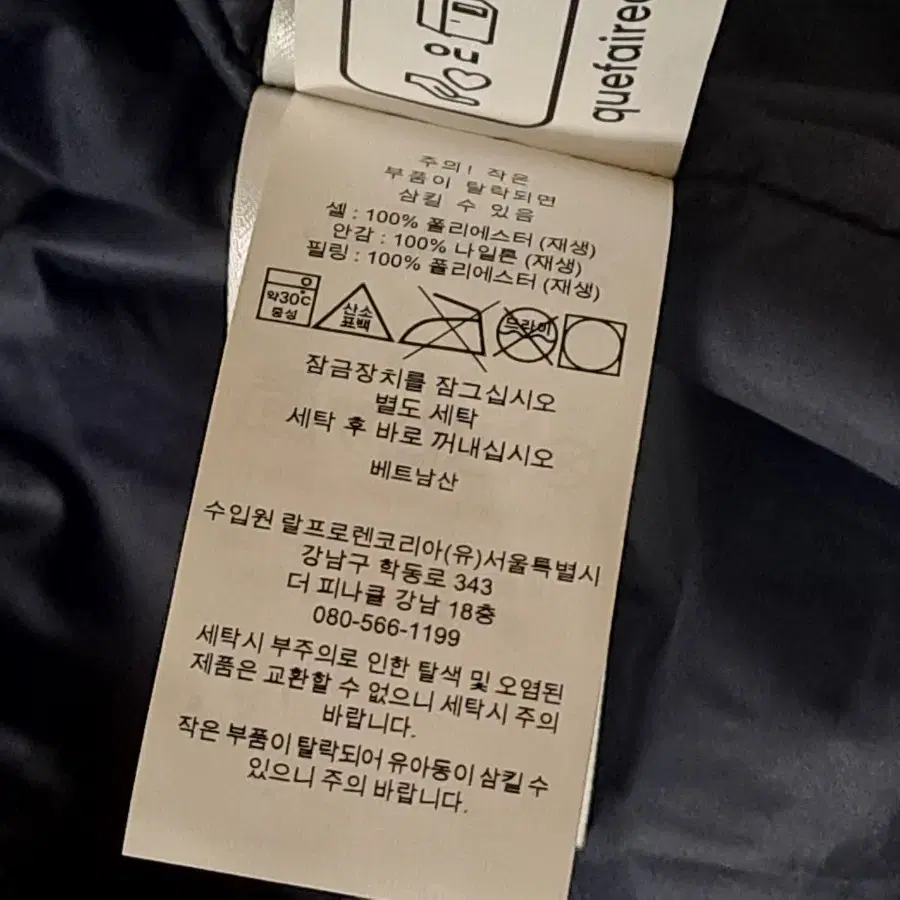 quefaired
주의! 작은
부품이 탈락되면
삼킬 수 있음
셸 : 100% 폴리에스터 (재생)
안감 : 100% 나일론 (재생)
필링 : 100% 폴리에스터 (재생)
약30℃
중성
산소
표백
드라이
잠금장치를 잠그십시오
별도 세탁
세탁 후 바로 꺼내십시오
베트남산
수입원 랄프로렌코리아(유)서울특별시
강남구 학동로 343
더 피나클 강남 18층
080-566-1199
세탁시 부주의로 인한 탈색 및 오염된
제품은 교환할 수 없으니 세탁시 주의
바랍니다.
작은 부품이 탈락되어 유아동이 삼킬 수
있으니 주의 바랍니다.